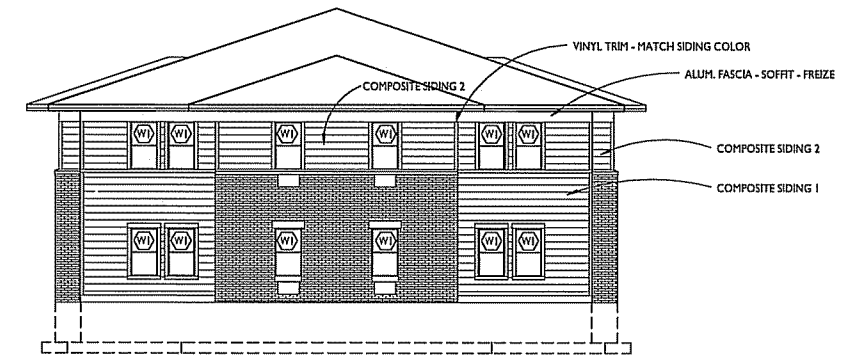 VINYL TRIM - MATCH SIDING COLOR
ALUM. FASCIA - SOFFIT - FREIZE
COMPOSITE SIDING 2
W1 W1 W1 W1 W1 W1
COMPOSITE SIDING 2
COMPOSITE SIDING 1
W1 W1 W1 W1 W1 W1